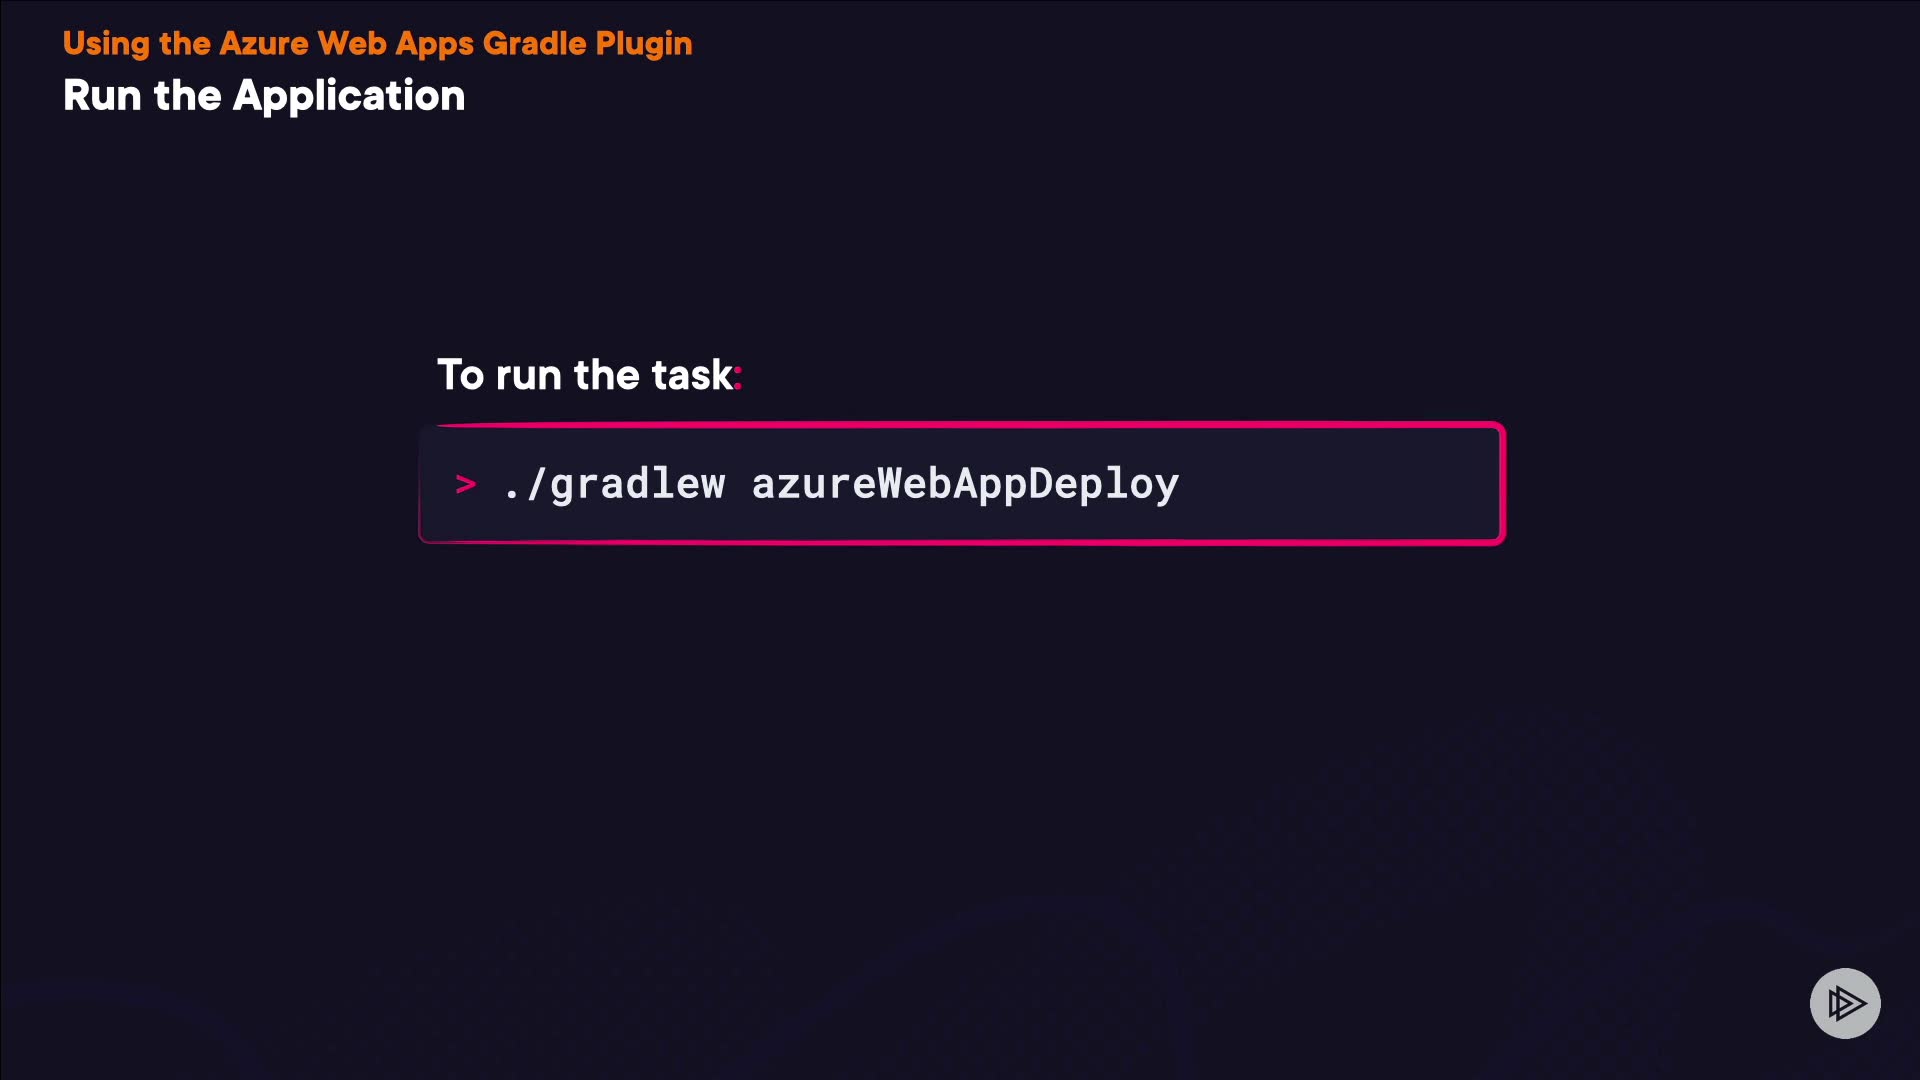 Using the Azure Web Apps Gradle Plugin
Run the Application
To run the task:
> ./gradlew azureWebAppDeploy